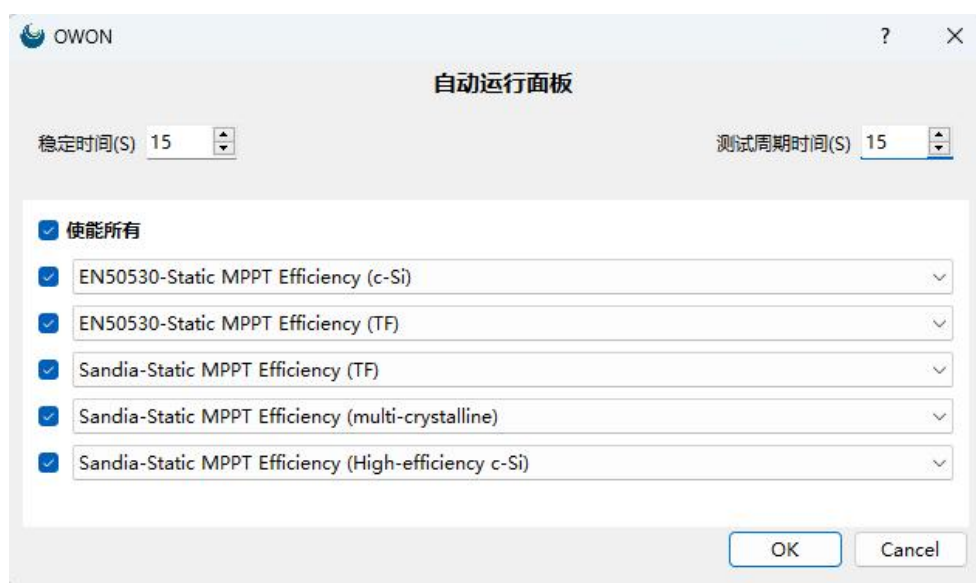 OWON ?
自动运行面板
稳定时间(S) 15 测试周期时间(S) 15
使能所有
EN50530-Static MPPT Efficiency (c-Si)
EN50530-Static MPPT Efficiency (TF)
Sandia-Static MPPT Efficiency (TF)
Sandia-Static MPPT Efficiency (multi-crystalline)
Sandia-Static MPPT Efficiency (High-efficiency c-Si)
OK Cancel